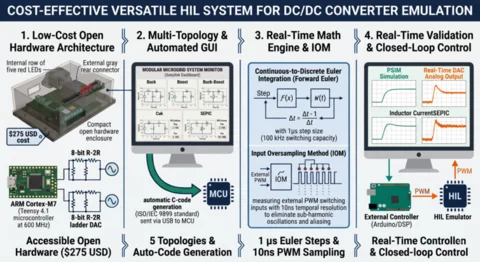 COST-EFFECTIVE VERSATILE HIL SYSTEM FOR DC/DC CONVERTER EMULATION
1. Low-Cost Open
Hardware Architecture
Internal row of
five red LEDs
External gray
rear connector
Compact
open hardware
enclosure
$275 USD
cost
8-bit R-2R
ARM Cortex-M7
(Teensy 4.1
microcontroller
at 600 MHz)
8-bit R-2R
ladder DAC
Accessible Open
Hardware ($275 USD)
2. Multi-Topology &
Automated GUI
MODULAR MICROGRID SYSTEM MONITOR
Buck
Boost
Buck-Boost
Cuk
SEPIC
automatic C-code
generation
(ISO/IEC 9899 standard)
sent via USB to MCU
MCU
5 Topologies &
Auto-Code Generation
3. Real-Time Math
Engine & IOM
Continuous-to-Discrete Euler
Integration (Forward Euler)
Step
with 1µs step size
(100 kHz switching capacity)
Input Oversampling Method (IOM)
External
PWM
IOM
measuring external PWM switching
inputs with 10ns temporal resolution
to eliminate sub-harmonic
oscillations and aliasing
1 µs Euler Steps &
10ns PWM Sampling
4. Real-Time Validation
& Closed-Loop Control
PSIM
Simulation
Real-Time DAC
Analog Output
Inductor CurrentSEPIC
PWM
PWM
HIL
External Controller
(Arduino/DSP)
HIL Emulator
Real-Time Controllen
& Closed-loop Control